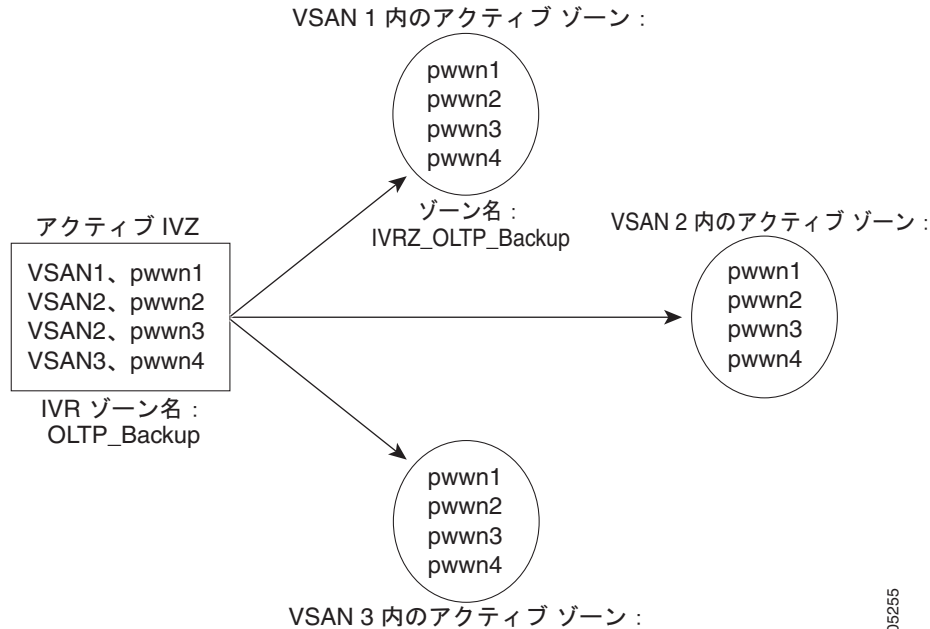 VSAN 1 内のアクティブ ゾーン：
pwwn1
pwwn2
pwwn3
pwwn4
ゾーン名：
IVRZ_OLTP_Backup
アクティブ IVZ
VSAN1、pwwn1
VSAN2、pwwn2
VSAN2、pwwn3
VSAN3、pwwn4
IVR ゾーン名：
OLTP_Backup
VSAN 2 内のアクティブ ゾーン：
pwwn1
pwwn2
pwwn3
pwwn4
pwwn1
pwwn2
pwwn3
pwwn4
VSAN 3 内のアクティブ ゾーン：
05255